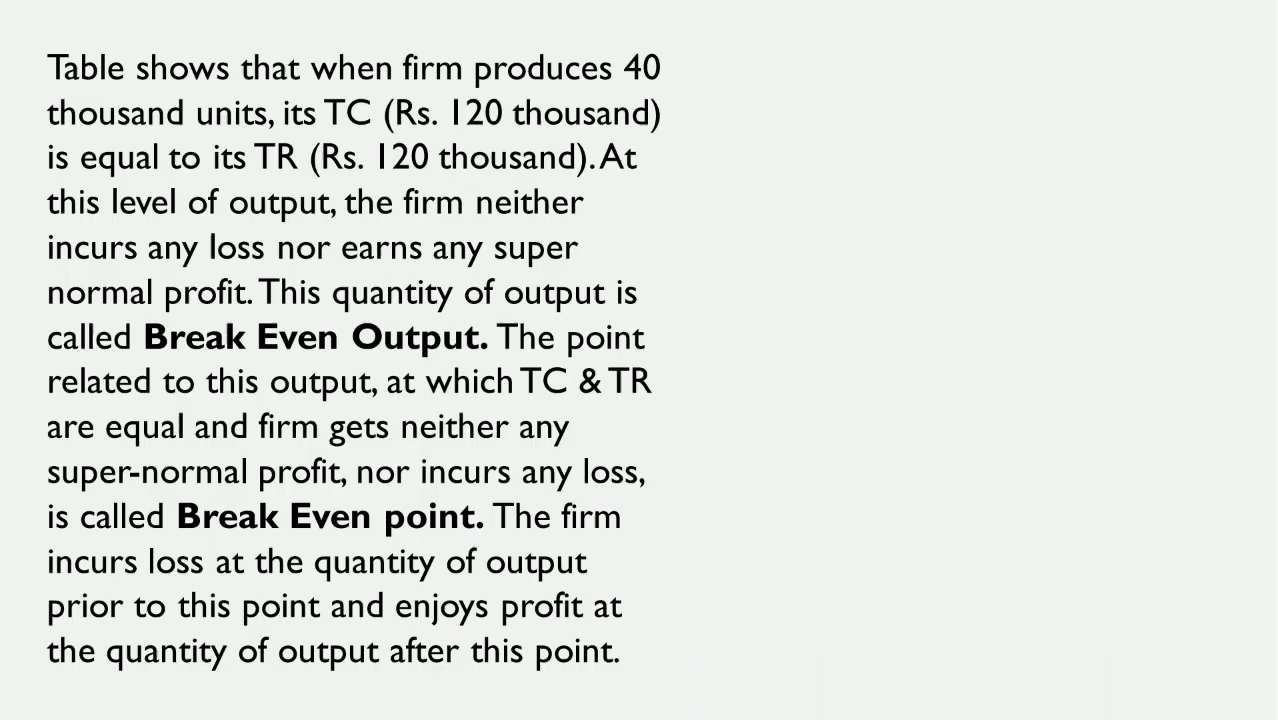 Table shows that when firm produces 40
thousand units, its TC (Rs. 120 thousand)
is equal to its TR (Rs. 120 thousand). At
this level of output, the firm neither
incurs any loss nor earns any super
normal profit. This quantity of output is
called Break Even Output. The point
related to this output, at which TC & TR
are equal and firm gets neither any
super-normal profit, nor incurs any loss,
is called Break Even point. The firm
incurs loss at the quantity of output
prior to this point and enjoys profit at
the quantity of output after this point.